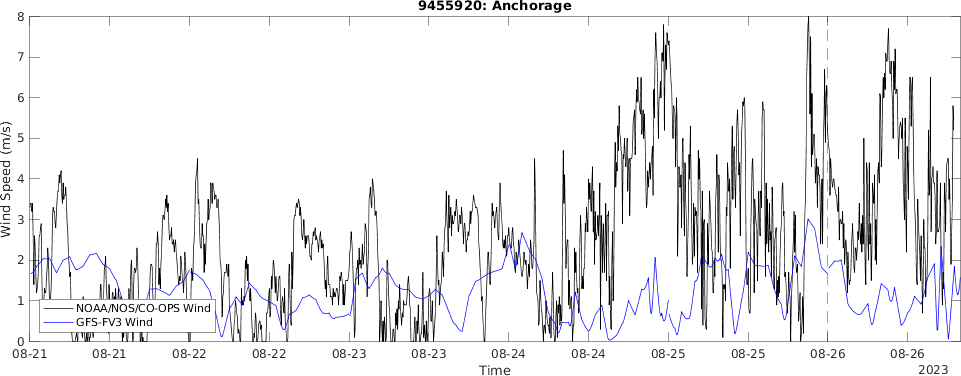 9455920: Anchorage
8
7
6
5
4
3
2
1
0
Wind Speed (m/s)
NOAA/NOS/CO-OPS Wind
GFS-FV3 Wind
08-21 08-21 08-22 08-22 08-23 08-23 08-24 08-24 08-25 08-25 08-26 08-26
Time
2023